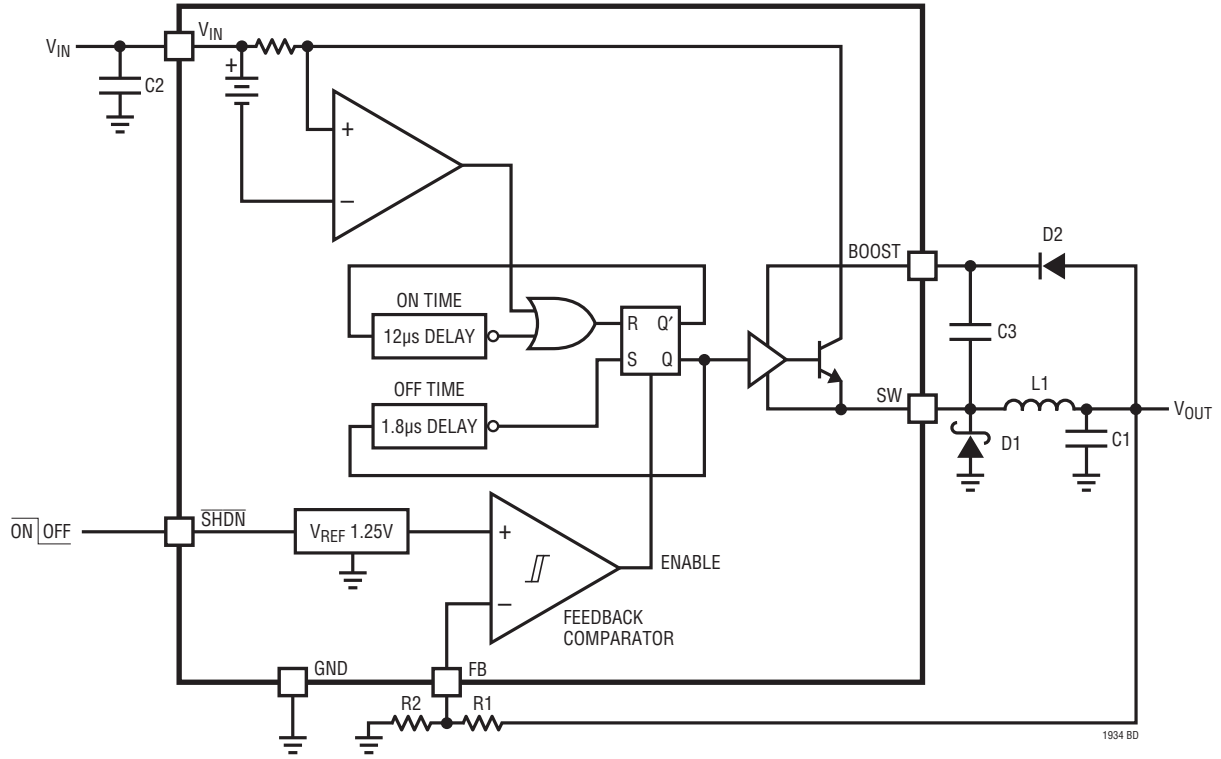 VIN
VIN
C2
+
+
–
BOOST
D2
ON TIME
12µs DELAY
R
Q′
S
Q
C3
OFF TIME
1.8µs DELAY
SW
L1
VOUT
D1
C1
ON OFF
SHDN
VREF 1.25V
+
–
ENABLE
FEEDBACK
COMPARATOR
GND
FB
R2
R1
1934 BD